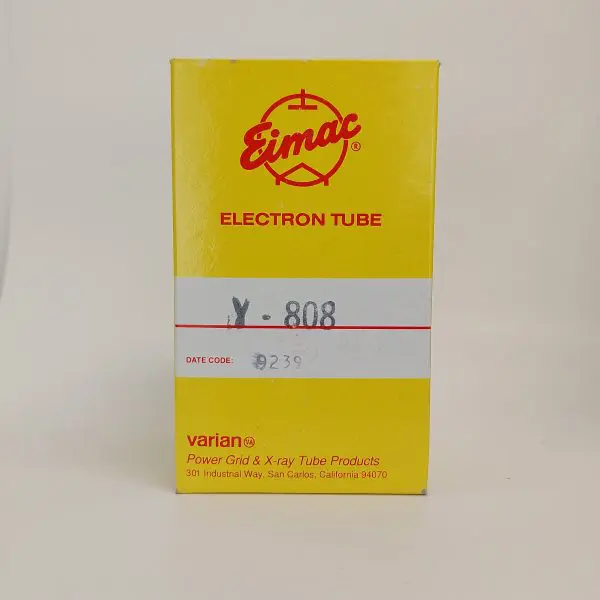 Eimac®
ELECTRON TUBE
Y - 808
DATE CODE: 9239
varian VA
Power Grid & X-ray Tube Products
301 Industrial Way, San Carlos, California 94070